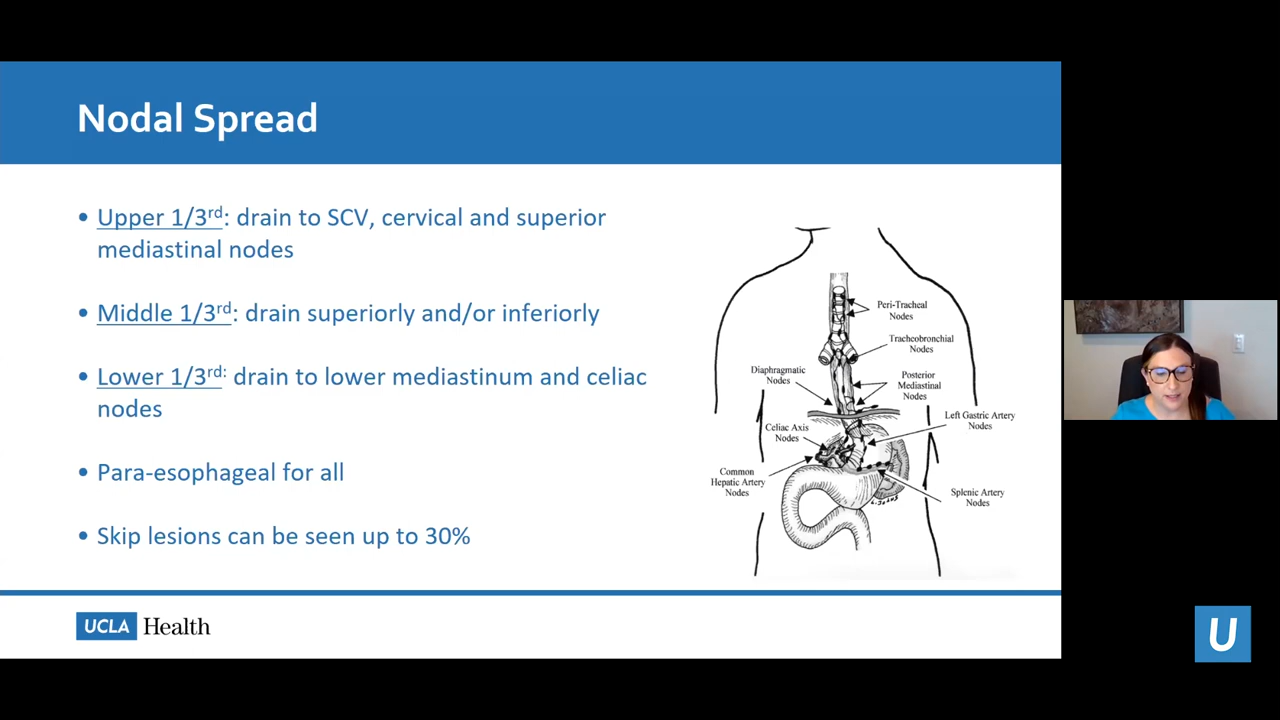 Nodal Spread
• Upper 1/3rd: drain to SCV, cervical and superior
mediastinal nodes
• Middle 1/3rd: drain superiorly and/or inferiorly
• Lower 1/3rd: drain to lower mediastinum and celiac
nodes
• Para-esophageal for all
• Skip lesions can be seen up to 30%
Peri-Tracheal
Nodes
Tracheobronchial
Nodes
Diaphragmatic
Nodes
Posterior
Mediastinal
Nodes
Left Gastric Artery
Nodes
Celiac Axis
Nodes
Common
Hepatic Artery
Nodes
Splenic Artery
Nodes
UCLA Health
U